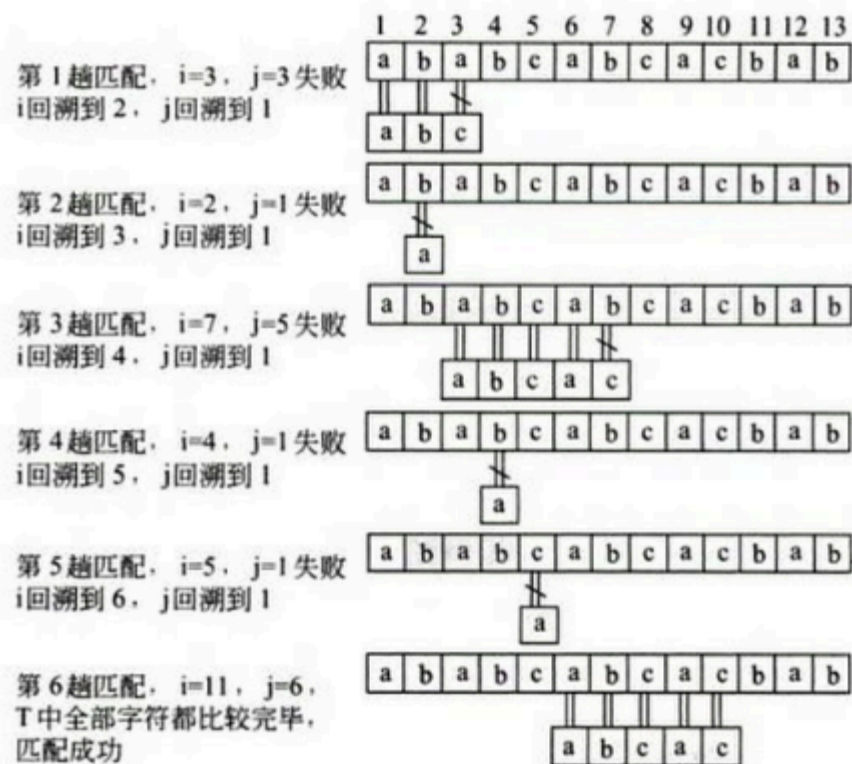 1 2 3 4 5 6 7 8 9 10 11 12 13
第1趟匹配，i=3，j=3失败
i回溯到2，j回溯到1
a b a b c a b c a c b a b
a b c
第2趟匹配，i=2，j=1失败
i回溯到3，j回溯到1
a b a b c a b c a c b a b
a
第3趟匹配，i=7，j=5失败
i回溯到4，j回溯到1
a b a b c a b c a c b a b
a b c a c
第4趟匹配，i=4，j=1失败
i回溯到5，j回溯到1
a b a b c a b c a c b a b
a
第5趟匹配，i=5，j=1失败
i回溯到6，j回溯到1
a b a b c a b c a c b a b
a
第6趟匹配，i=11，j=6，
T中全部字符都比较完毕，
匹配成功
a b a b c a b c a c b a b
a b c a c